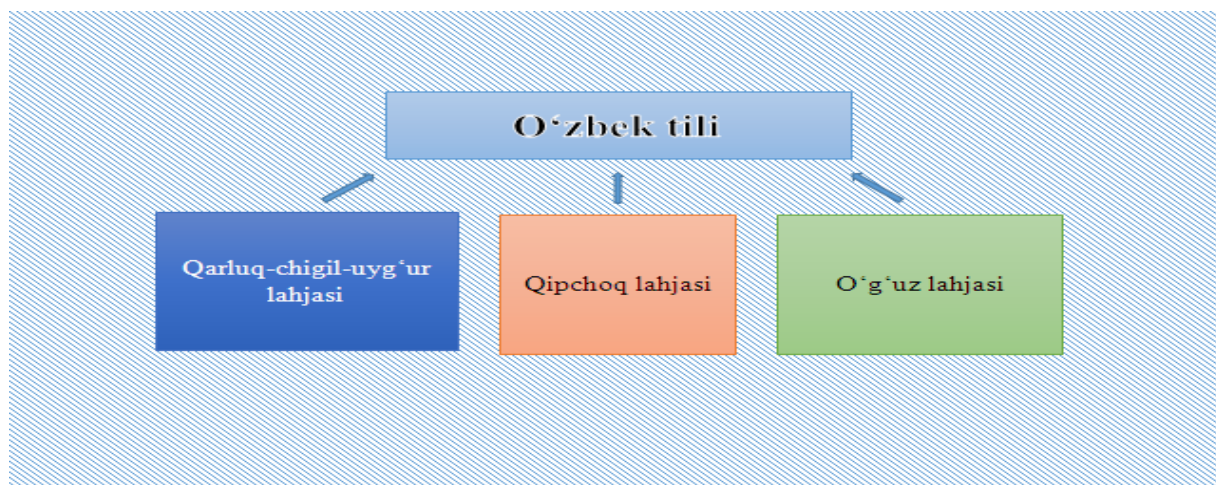 O‘zbek tili
Qarluq-chigil-uyg‘ur
lahjasi
Qipchoq lahjasi
O‘g‘uz lahjasi